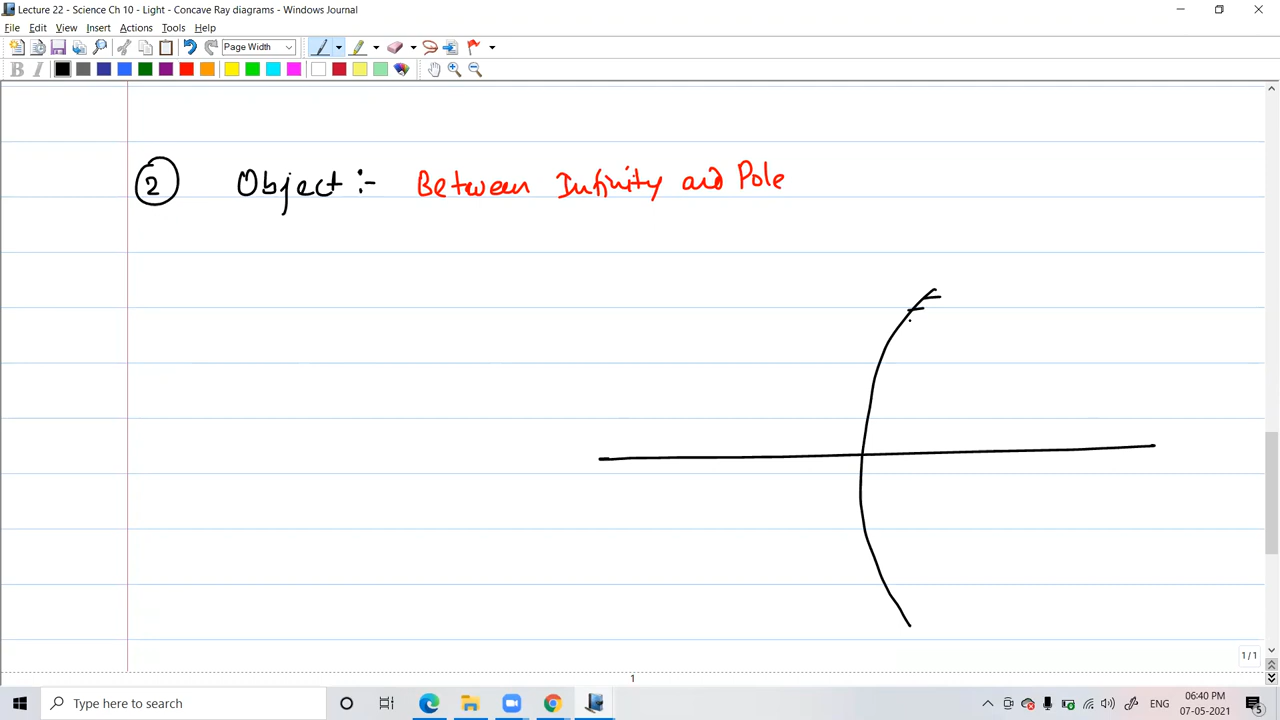 Lecture 22 - Science Ch 10 - Light - Concave Ray diagrams - Windows Journal
File Edit View Insert Actions Tools Help
Page Width
B I
2 Object :- Between Infinity and Pole
1/1
1
Type here to search
ENG
06:40 PM
07-05-2021
5